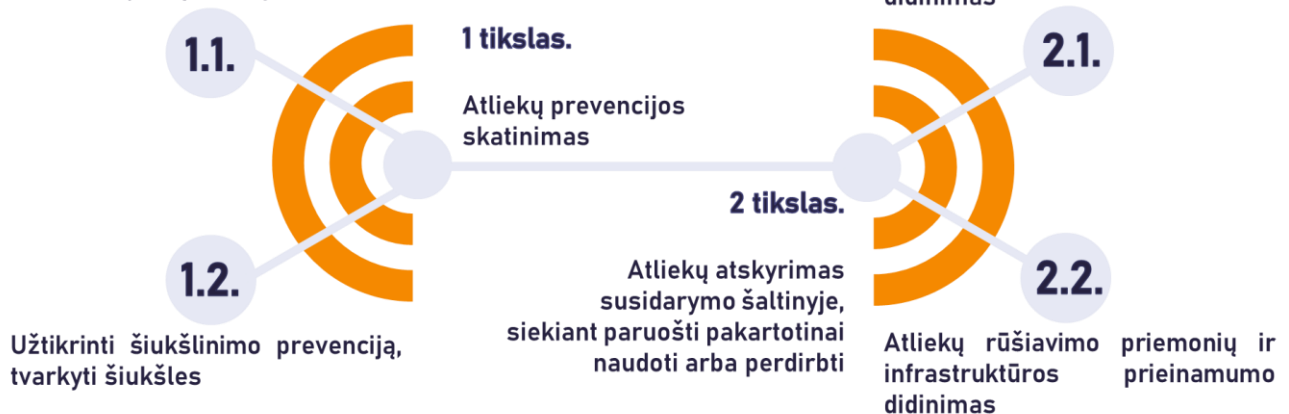 didinimas
1.1.
1 tikslas.
2.1.
Atliekų prevencijos
skatinimas
2 tikslas.
1.2.
Atliekų atskyrimas
susidarymo šaltinyje,
siekiant paruošti pakartotinai
naudoti arba perdirbti
2.2.
Užtikrinti šiukšlinimo prevenciją,
tvarkyti šiukšles
Atliekų rūšiavimo priemonių ir
infrastruktūros prieinamumo
didinimas